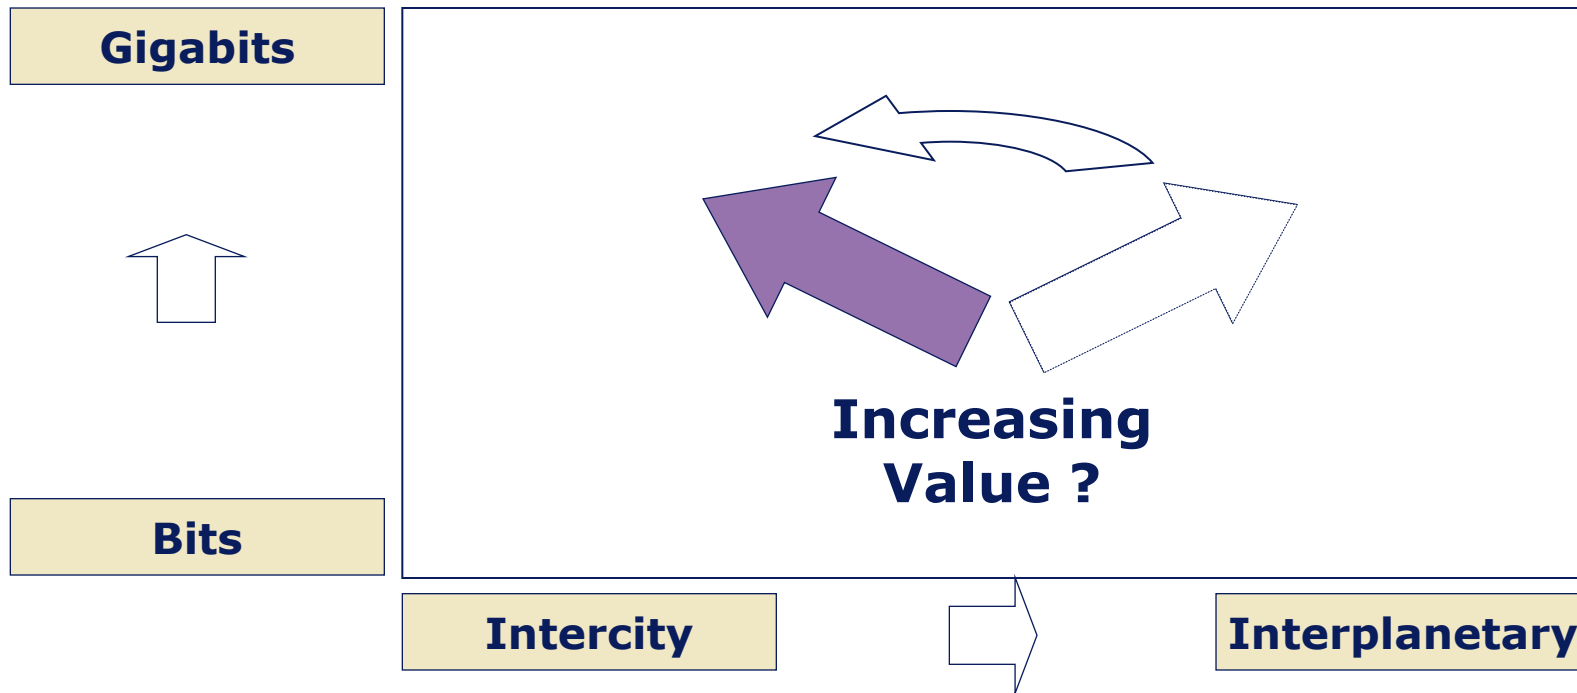 Gigabits
Increasing
Value ?
Bits
Intercity
Interplanetary